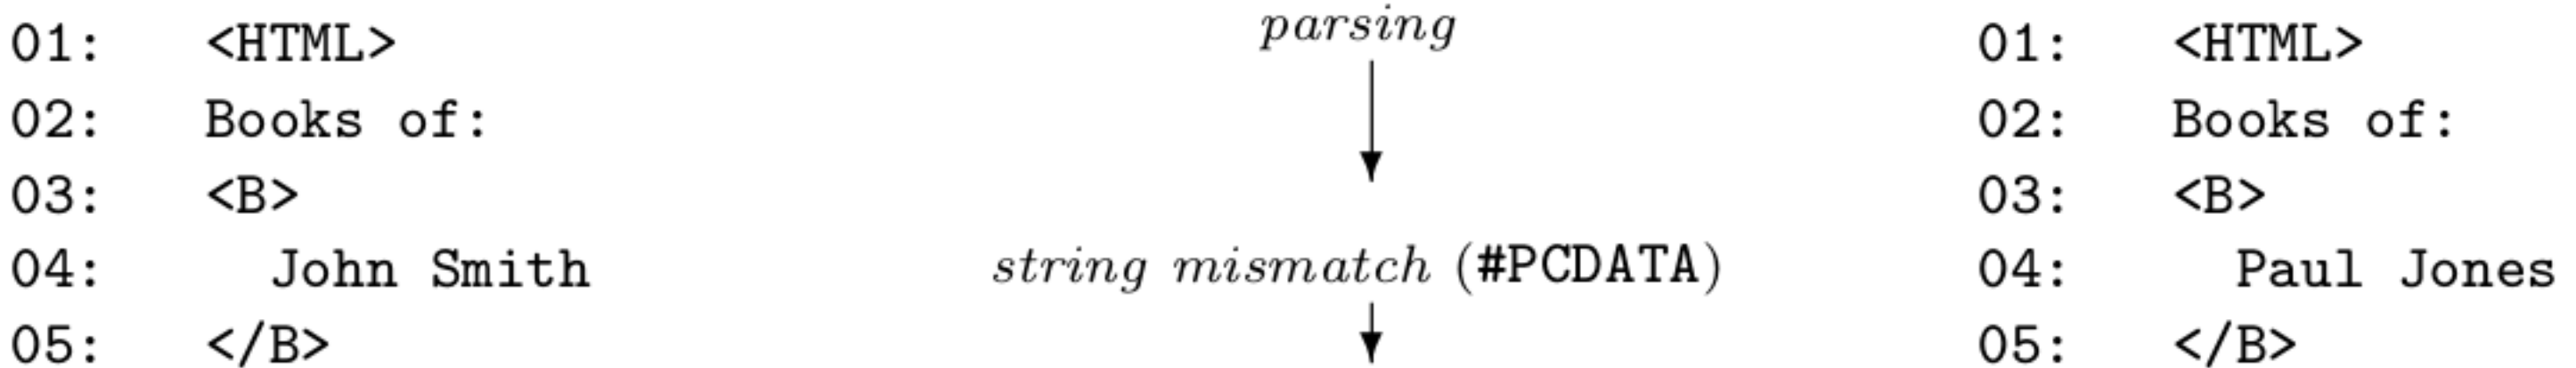 01: <HTML> parsing 01: <HTML>
02: Books of: 02: Books of:
03: <B> 03: <B>
04: John Smith string mismatch (#PCDATA) 04: Paul Jones
05: </B> 05: </B>